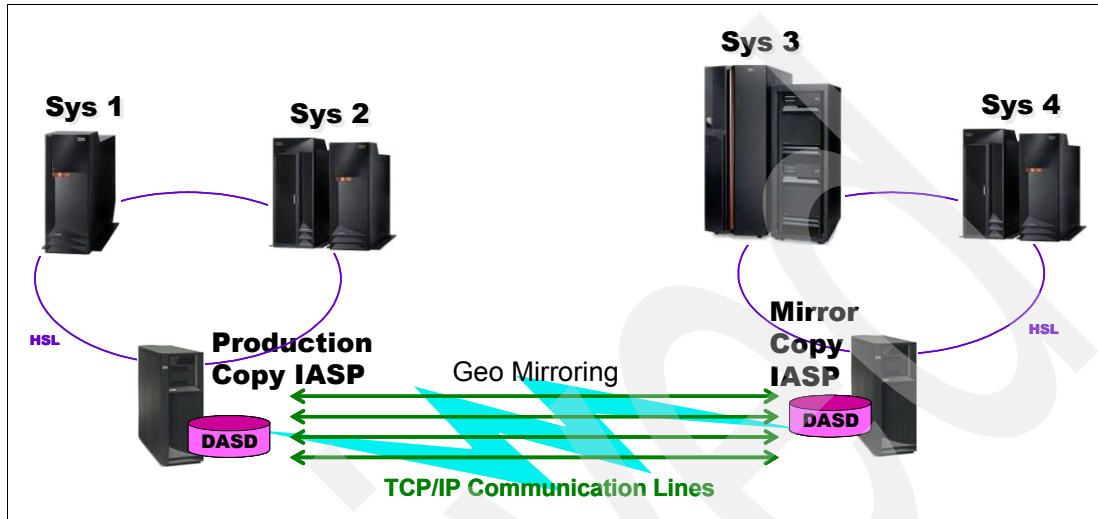 Sys 1
Sys 2
Sys 3
Sys 4
HSL
HSL
Production
Copy IASP
Mirror
Copy
IASP
Geo Mirroring
DASD
DASD
TCP/IP Communication Lines